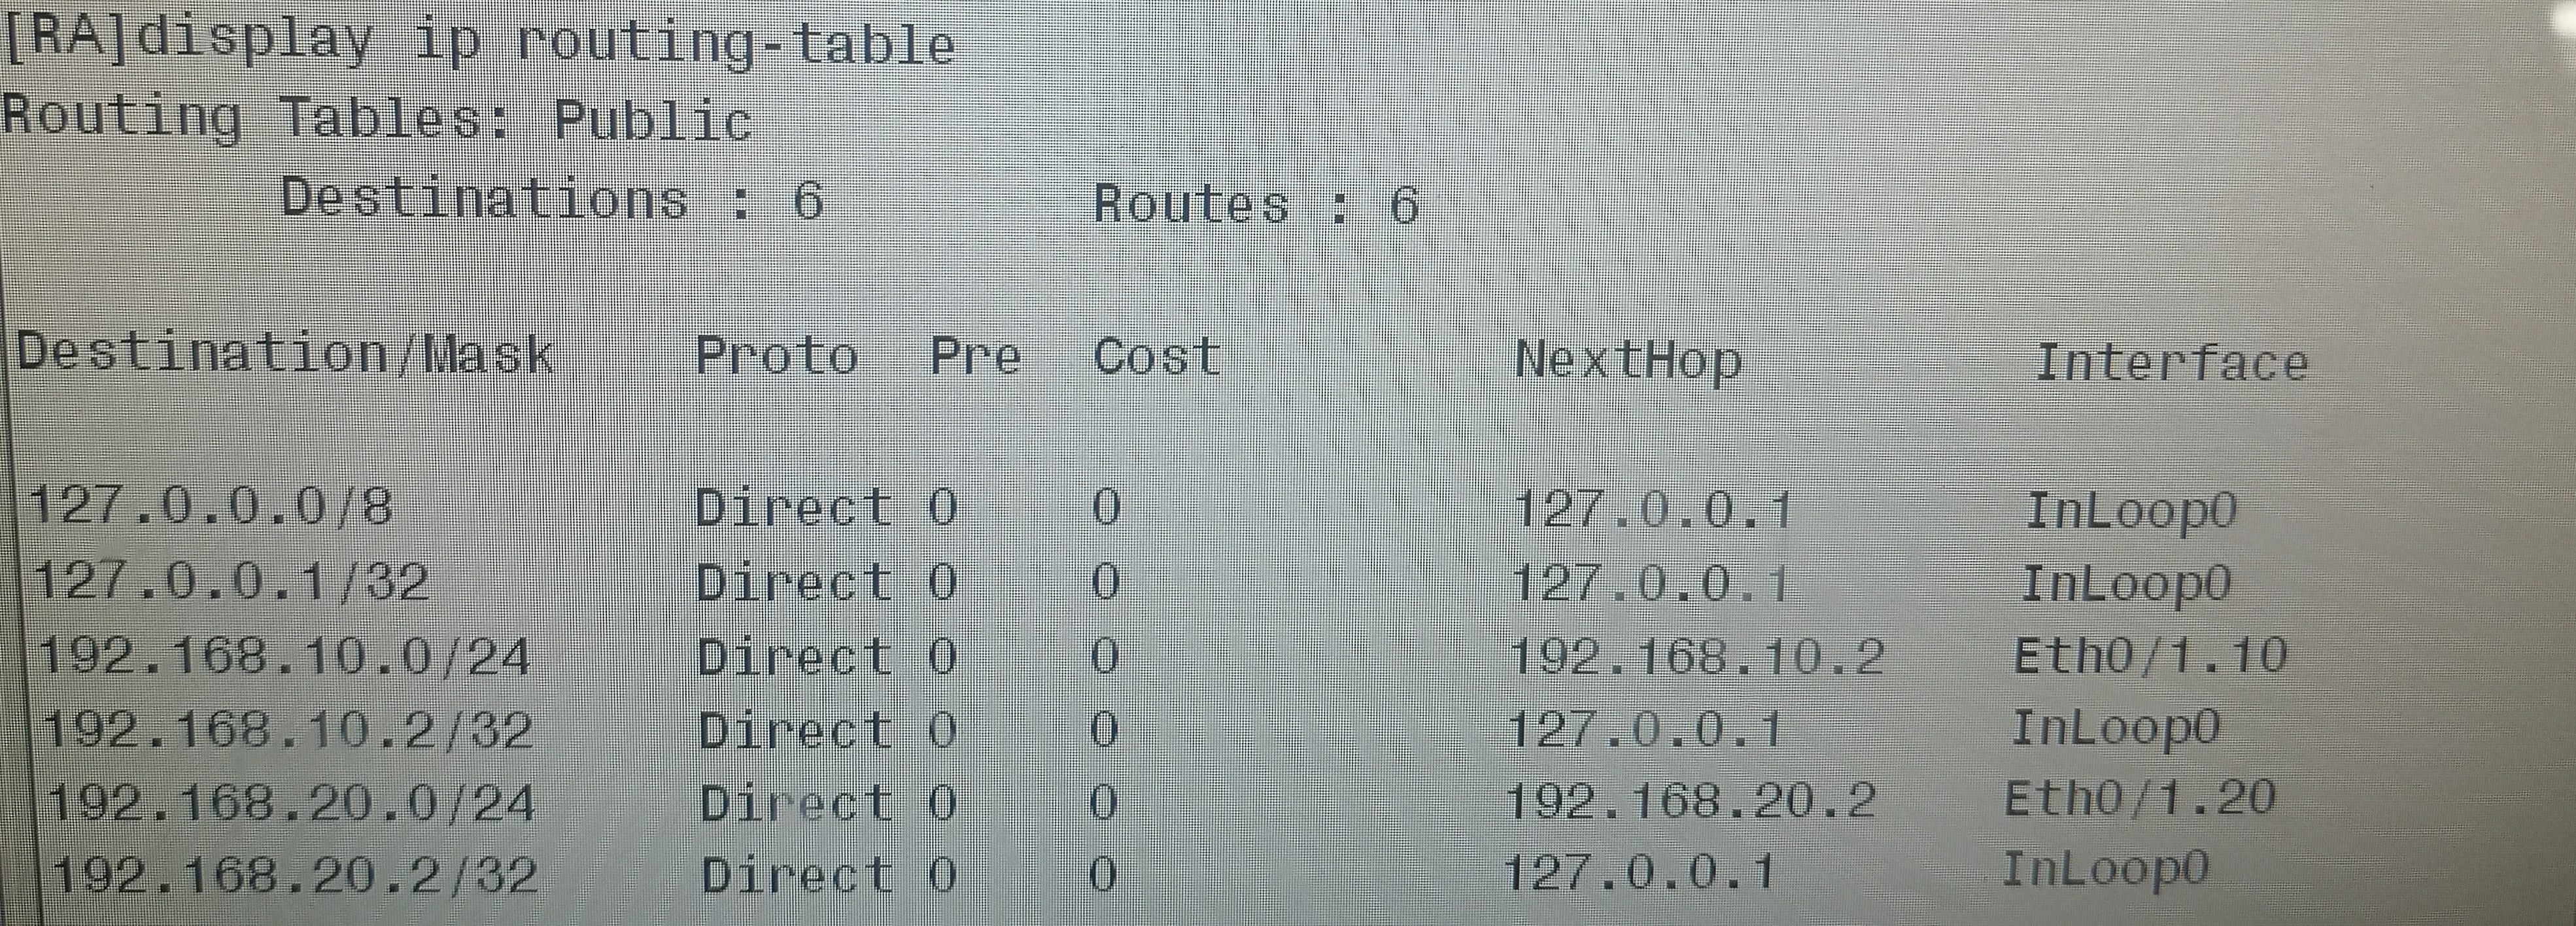 [RA]display ip routing-table
Routing Tables: Public
Destinations : 6 Routes : 6
Destination/Mask Proto Pre Cost NextHop Interface
127.0.0.0/8 Direct 0 0 127.0.0.1 InLoop0
127.0.0.1/32 Direct 0 0 127.0.0.1 InLoop0
192.168.10.0/24 Direct 0 0 192.168.10.2 Eth0/1.10
192.168.10.2/32 Direct 0 0 127.0.0.1 InLoop0
192.168.20.0/24 Direct 0 0 192.168.20.2 Eth0/1.20
192.168.20.2/32 Direct 0 0 127.0.0.1 InLoop0